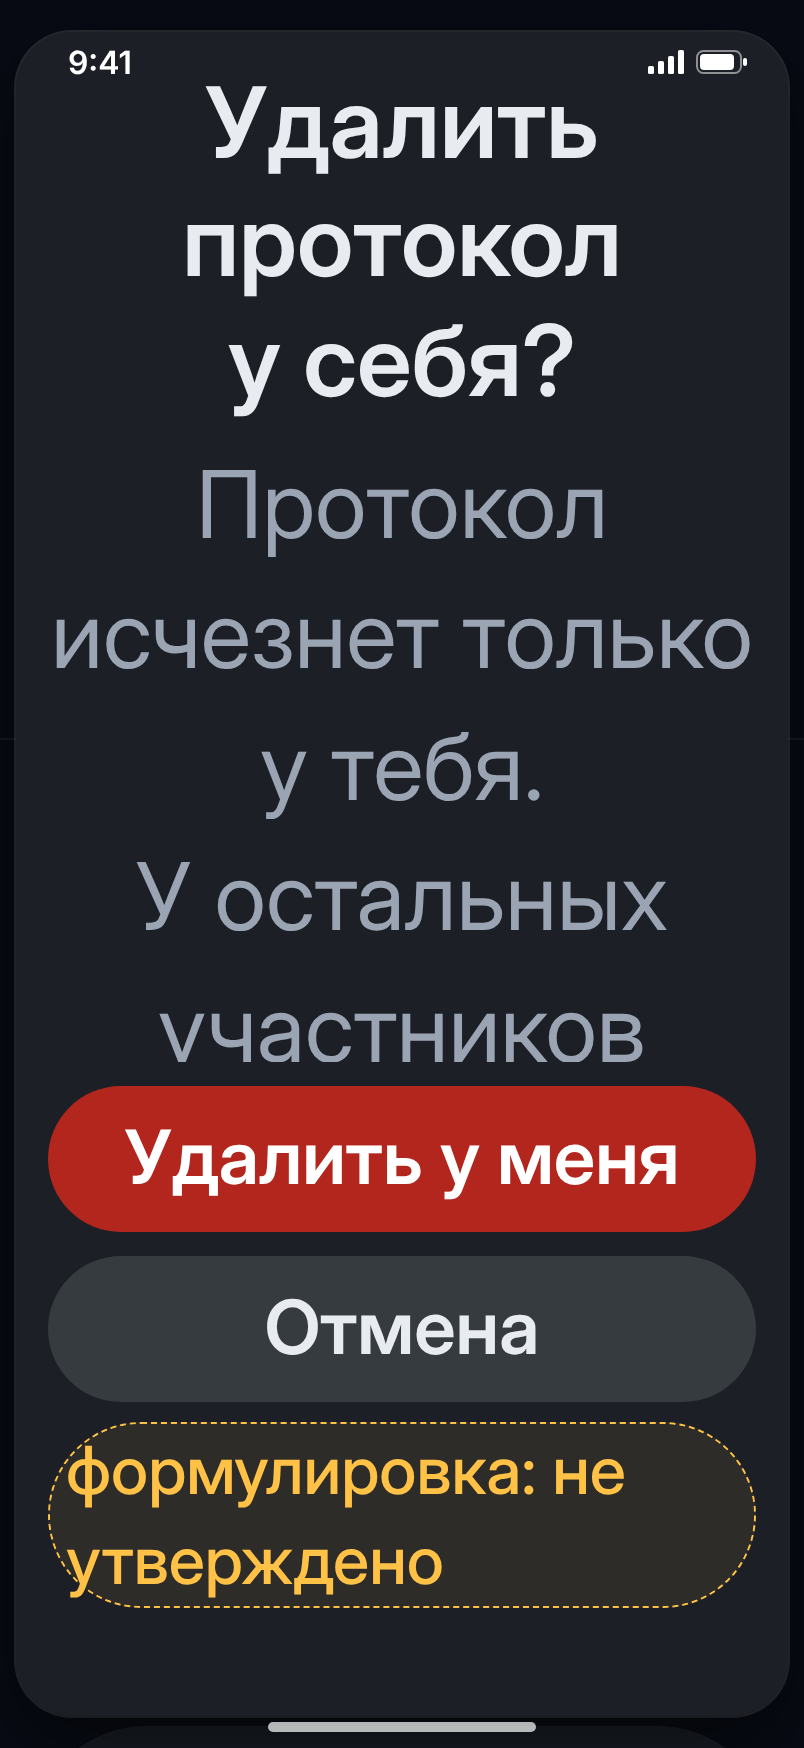 9:41
Удалить
протокол
у себя?
Протокол
исчезнет только
у тебя.
У остальных
участников
Удалить у меня
Отмена
формулировка: не
утверждено